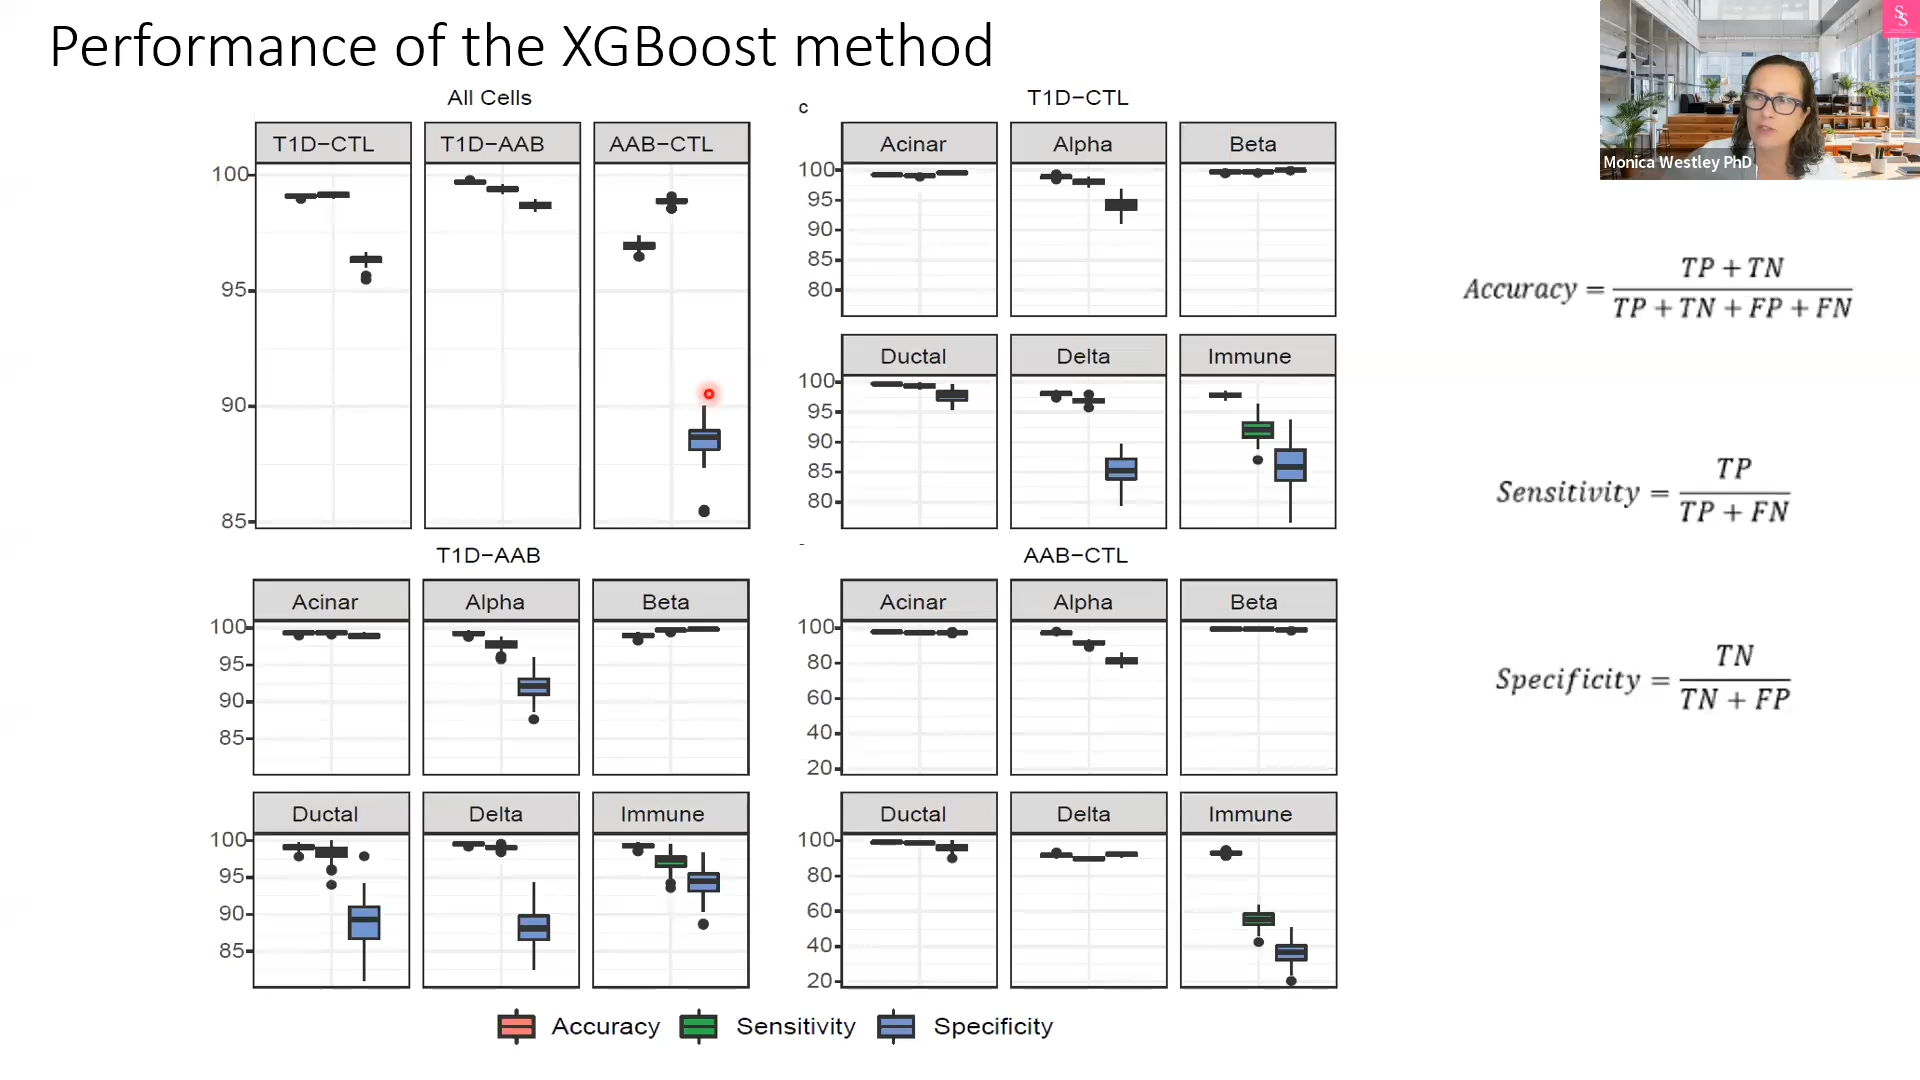 Performance of the XGBoost method
All Cells
T1D−CTL
T1D−AAB
AAB−CTL
100
95
90
85
c
T1D−CTL
Acinar
Alpha
Beta
100
95
90
85
80
Ductal
Delta
Immune
100
95
90
85
80
T1D−AAB
Acinar
Alpha
Beta
100
95
90
85
Ductal
Delta
Immune
100
95
90
85
AAB−CTL
Acinar
Alpha
Beta
100
80
60
40
20
Ductal
Delta
Immune
100
80
60
40
20
Accuracy
Sensitivity
Specificity
Accuracy = TP + TN / TP + TN + FP + FN
Sensitivity = TP / TP + FN
Specificity = TN / TN + FP
Monica Westley PhD